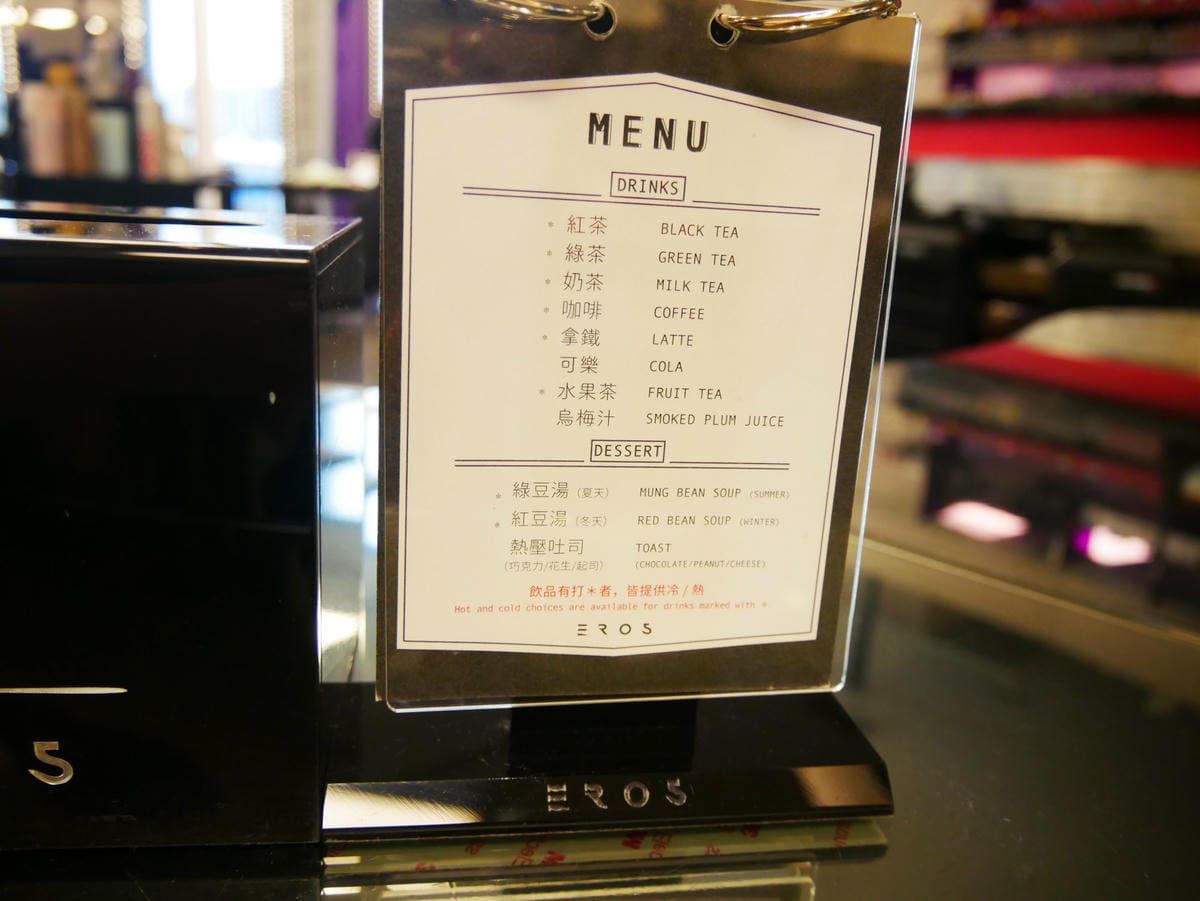 MENU
DRINKS
* 紅茶 BLACK TEA
* 綠茶 GREEN TEA
* 奶茶 MILK TEA
* 咖啡 COFFEE
* 拿鐵 LATTE
可樂 COLA
* 水果茶 FRUIT TEA
烏梅汁 SMOKED PLUM JUICE
DESSERT
* 綠豆湯 (夏天) MUNG BEAN SOUP (SUMMER)
* 紅豆湯 (冬天) RED BEAN SOUP (WINTER)
熱壓吐司 TOAST
(巧克力/花生/起司) (CHOCOLATE/PEANUT/CHEESE)
飲品有打*者，皆提供冷/熱
Hot and cold choices are available for drinks marked with *
EROS
EROS
S